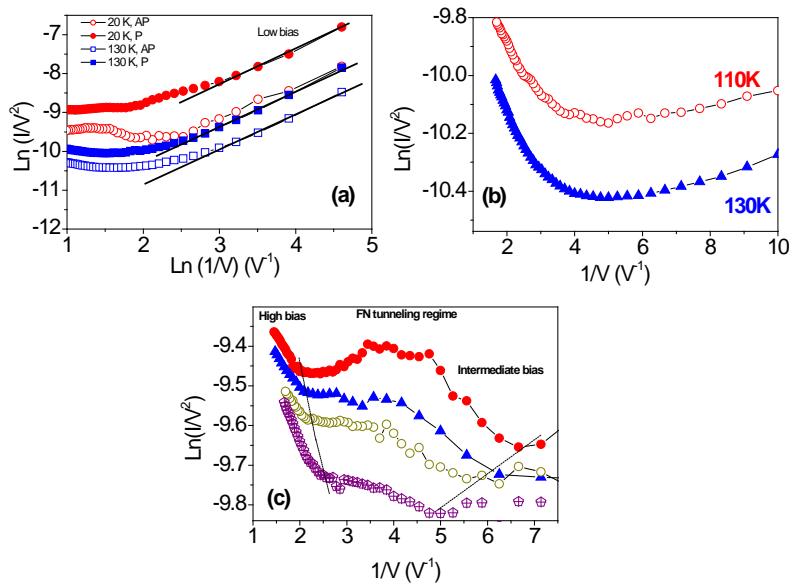 20 K, AP
20 K, P
130 K, AP
130 K, P
Low bias
-7
-8
-9
-10
-11
-12
Ln (I/V²)
1 2 3 4 5
Ln (1/V) (V⁻¹)
(a)
-9.8
-10.0
-10.2
-10.4
Ln(I/V²)
110K
130K
(b)
2 4 6 8 10
1/V (V⁻¹)
High bias
FN tunneling regime
Intermediate bias
-9.4
-9.5
-9.6
-9.7
-9.8
Ln(I/V²)
(c)
1 2 3 4 5 6 7
1/V (V⁻¹)